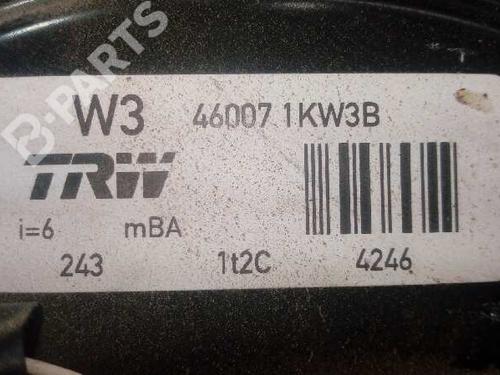 B-PARTS
W3 46007 1KW3B
TRW
i=6 mBA
243 1t2C 4246